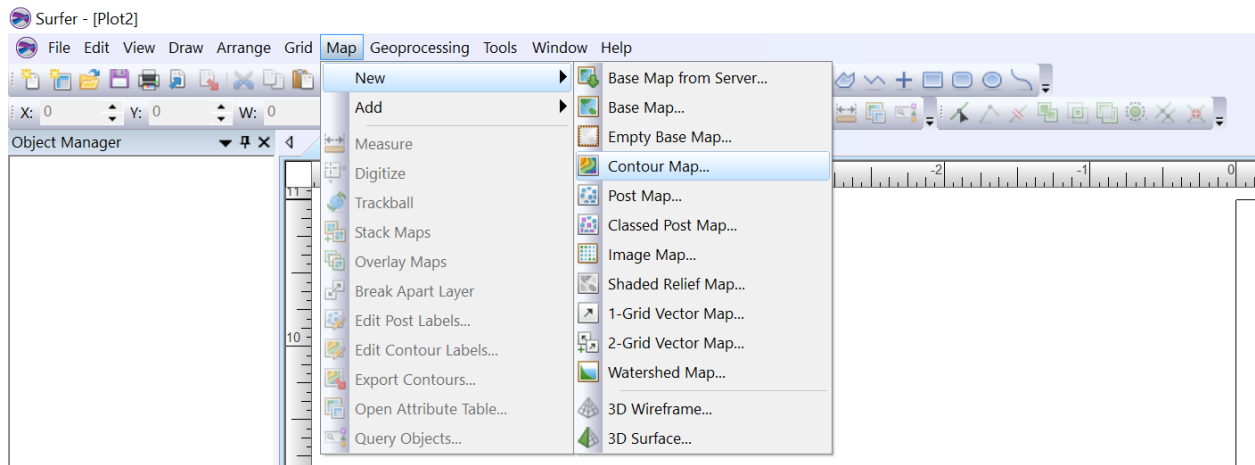 Surfer - [Plot2]
File Edit View Draw Arrange Grid Map Geoprocessing Tools Window Help
X: 0 Y: 0 W: 0
Object Manager
New
Add
Measure
Digitize
Trackball
Stack Maps
Overlay Maps
Break Apart Layer
Edit Post Labels...
Edit Contour Labels...
Export Contours...
Open Attribute Table...
Query Objects...
Base Map from Server...
Base Map...
Empty Base Map...
Contour Map...
Post Map...
Classed Post Map...
Image Map...
Shaded Relief Map...
1-Grid Vector Map...
2-Grid Vector Map...
Watershed Map...
3D Wireframe...
3D Surface...
-2 -1 0
11
10